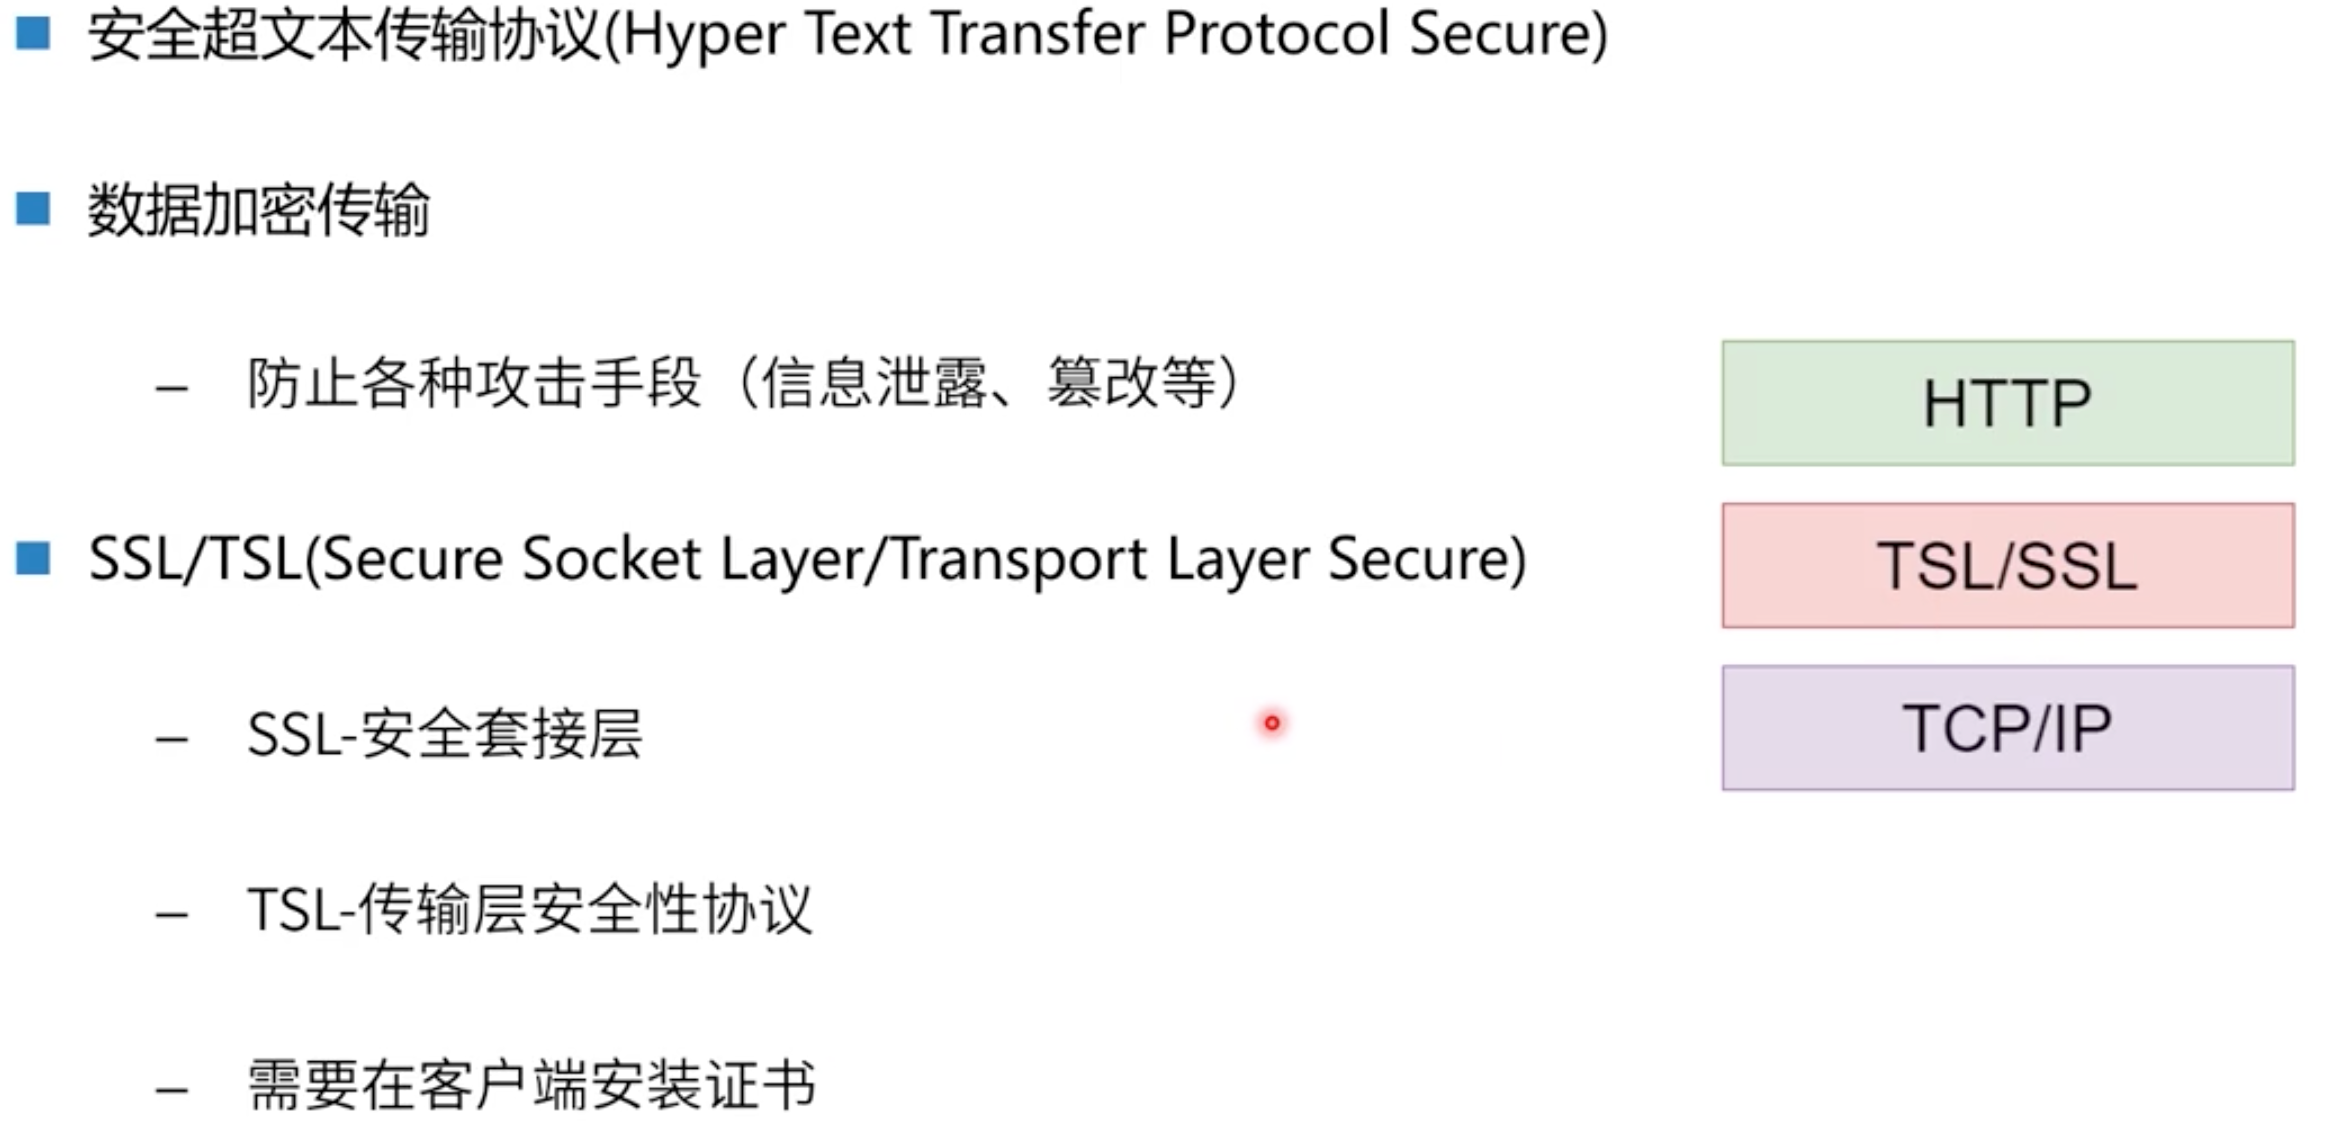 安全超文本传输协议(Hyper Text Transfer Protocol Secure)
数据加密传输
– 防止各种攻击手段（信息泄露、篡改等）
SSL/TSL(Secure Socket Layer/Transport Layer Secure)
– SSL-安全套接层
– TSL-传输层安全性协议
– 需要在客户端安装证书
HTTP
TSL/SSL
TCP/IP